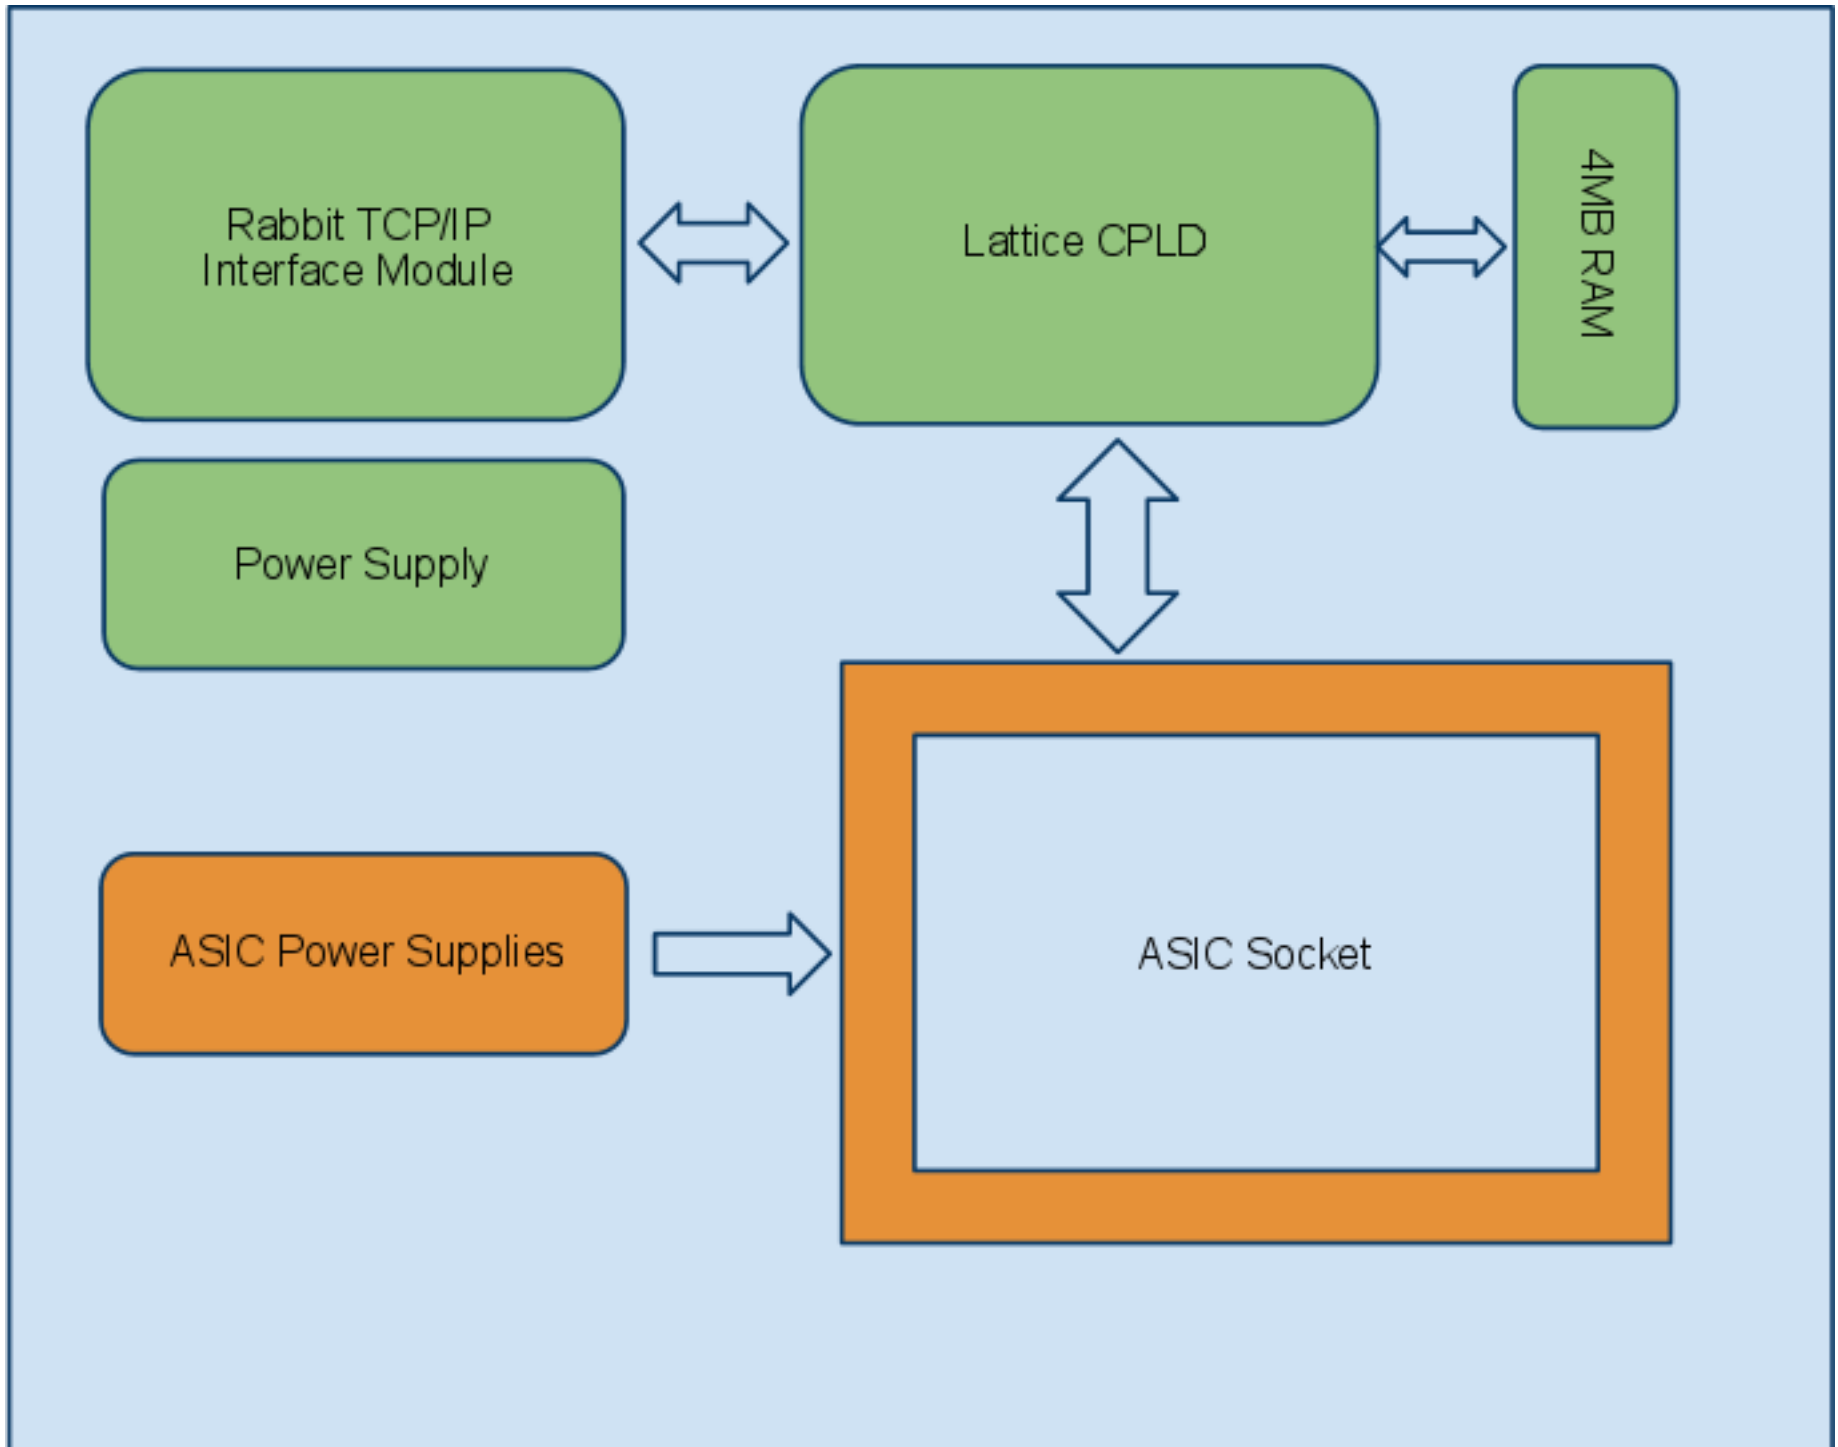 Rabbit TCP/IP
Interface Module
Lattice CPLD
4MB RAM
Power Supply
ASIC Power Supplies
ASIC Socket